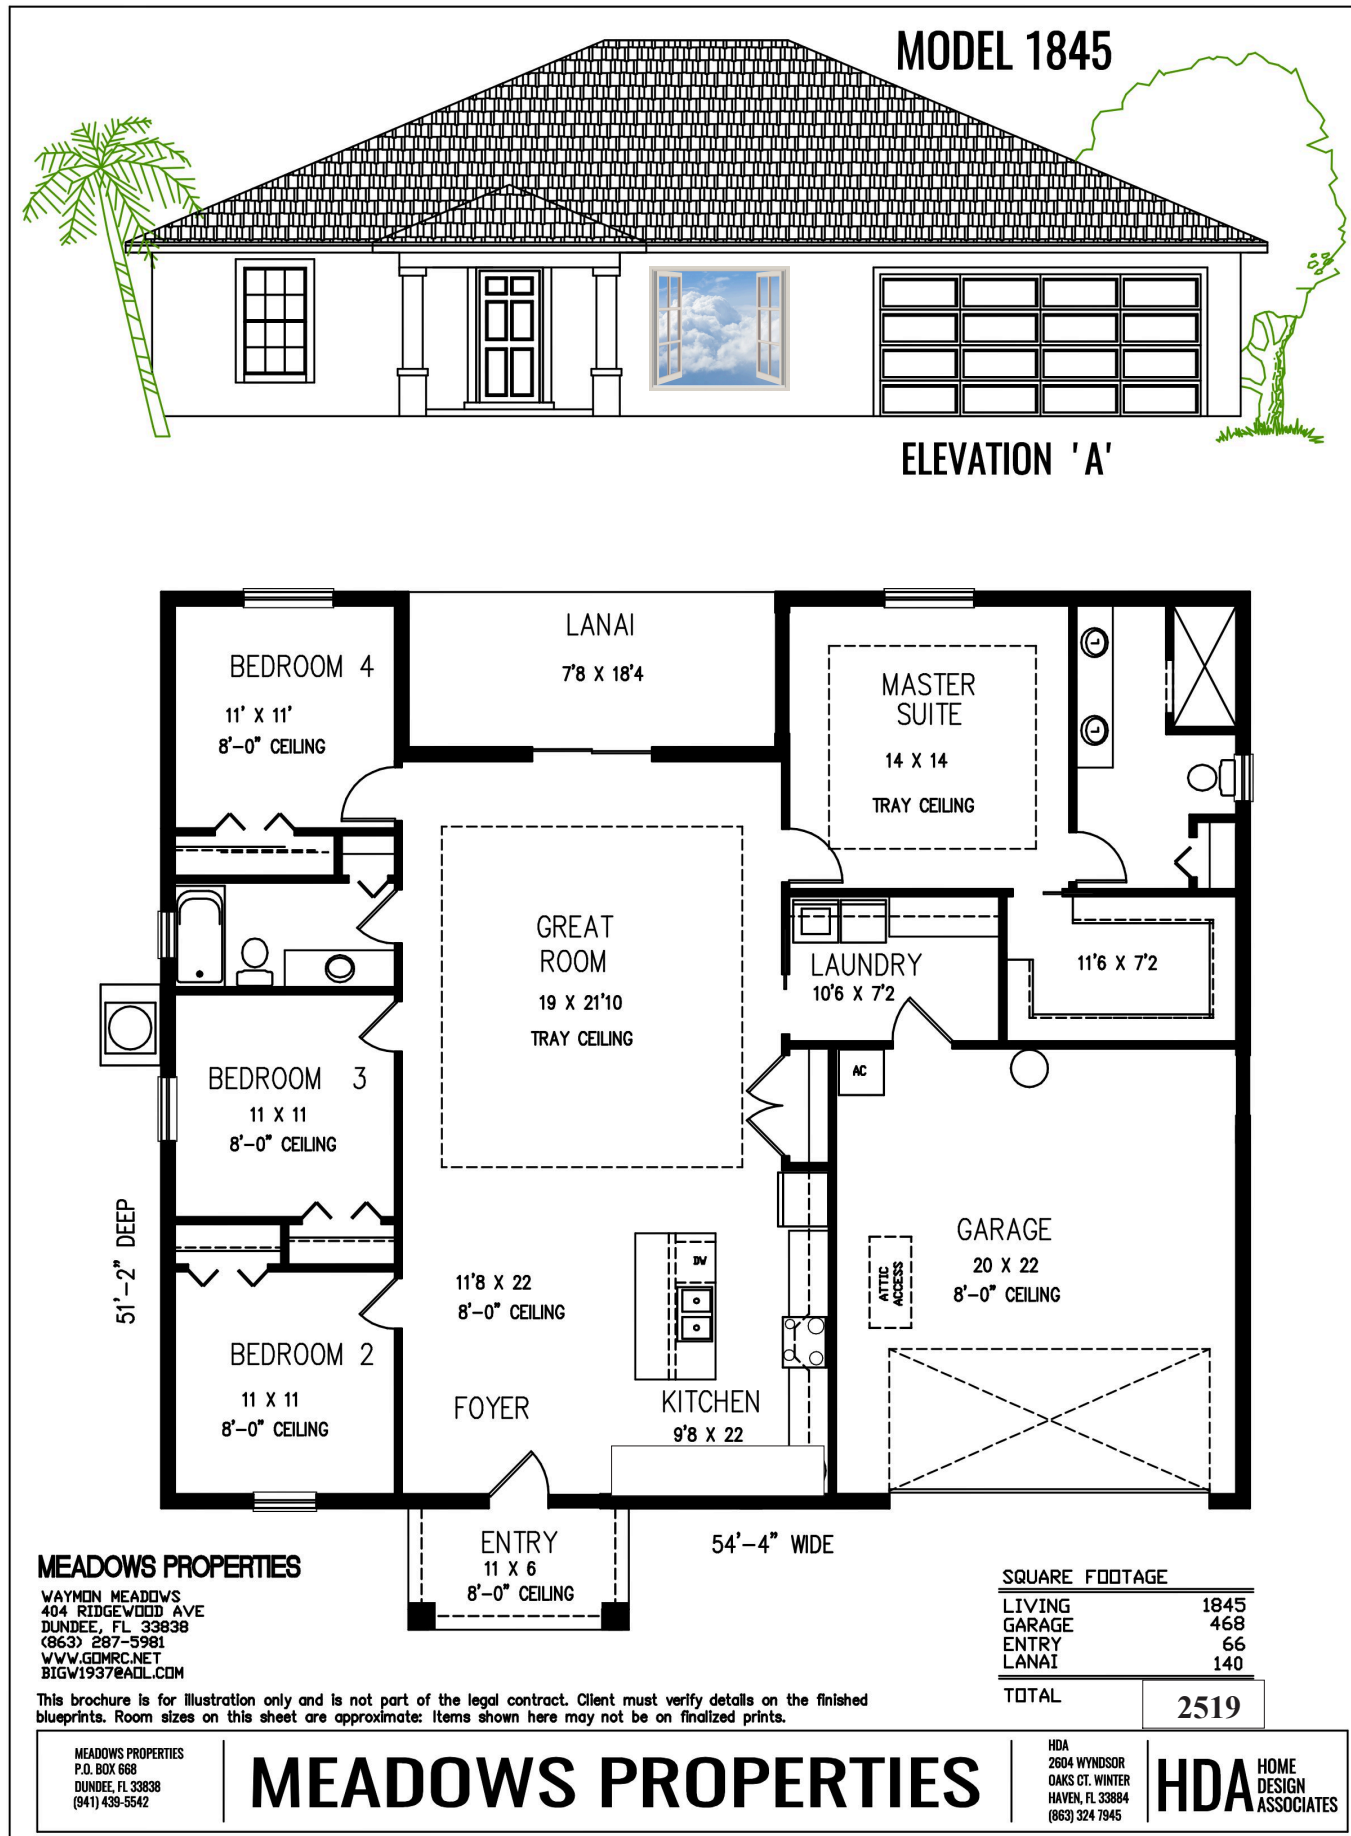 MODEL 1845
ELEVATION 'A'
LANAI
7'8 X 18'4
BEDROOM 4
11' X 11'
8'-0" CEILING
MASTER
SUITE
14 X 14
TRAY CEILING
GREAT
ROOM
19 X 21'10
TRAY CEILING
LAUNDRY
10'6 X 7'2
11'6 X 7'2
BEDROOM 3
11 X 11
8'-0" CEILING
AC
51'-2" DEEP
GARAGE
20 X 22
8'-0" CEILING
ATTIC
ACCESS
DW
11'8 X 22
8'-0" CEILING
BEDROOM 2
11 X 11
8'-0" CEILING
FOYER
KITCHEN
9'8 X 22
ENTRY
11 X 6
8'-0" CEILING
54'-4" WIDE
MEADOWS PROPERTIES
WAYMON MEADOWS
404 RIDGEWOOD AVE
DUNDEE, FL 33838
(863) 287-5981
WWW.GOMRC.NET
BIGW1937@AOL.COM
SQUARE FOOTAGE
LIVING 1845
GARAGE 468
ENTRY 66
LANAI 140
TOTAL 2519
This brochure is for illustration only and is not part of the legal contract. Client must verify details on the finished
blueprints. Room sizes on this sheet are approximate: Items shown here may not be on finalized prints.
MEADOWS PROPERTIES
P.O. BOX 668
DUNDEE, FL 33838
(941) 439-5542
MEADOWS PROPERTIES
HDA
2604 WYNDSOR
OAKS CT. WINTER
HAVEN, FL 33884
(863) 324 7945
HDA
HOME
DESIGN
ASSOCIATES